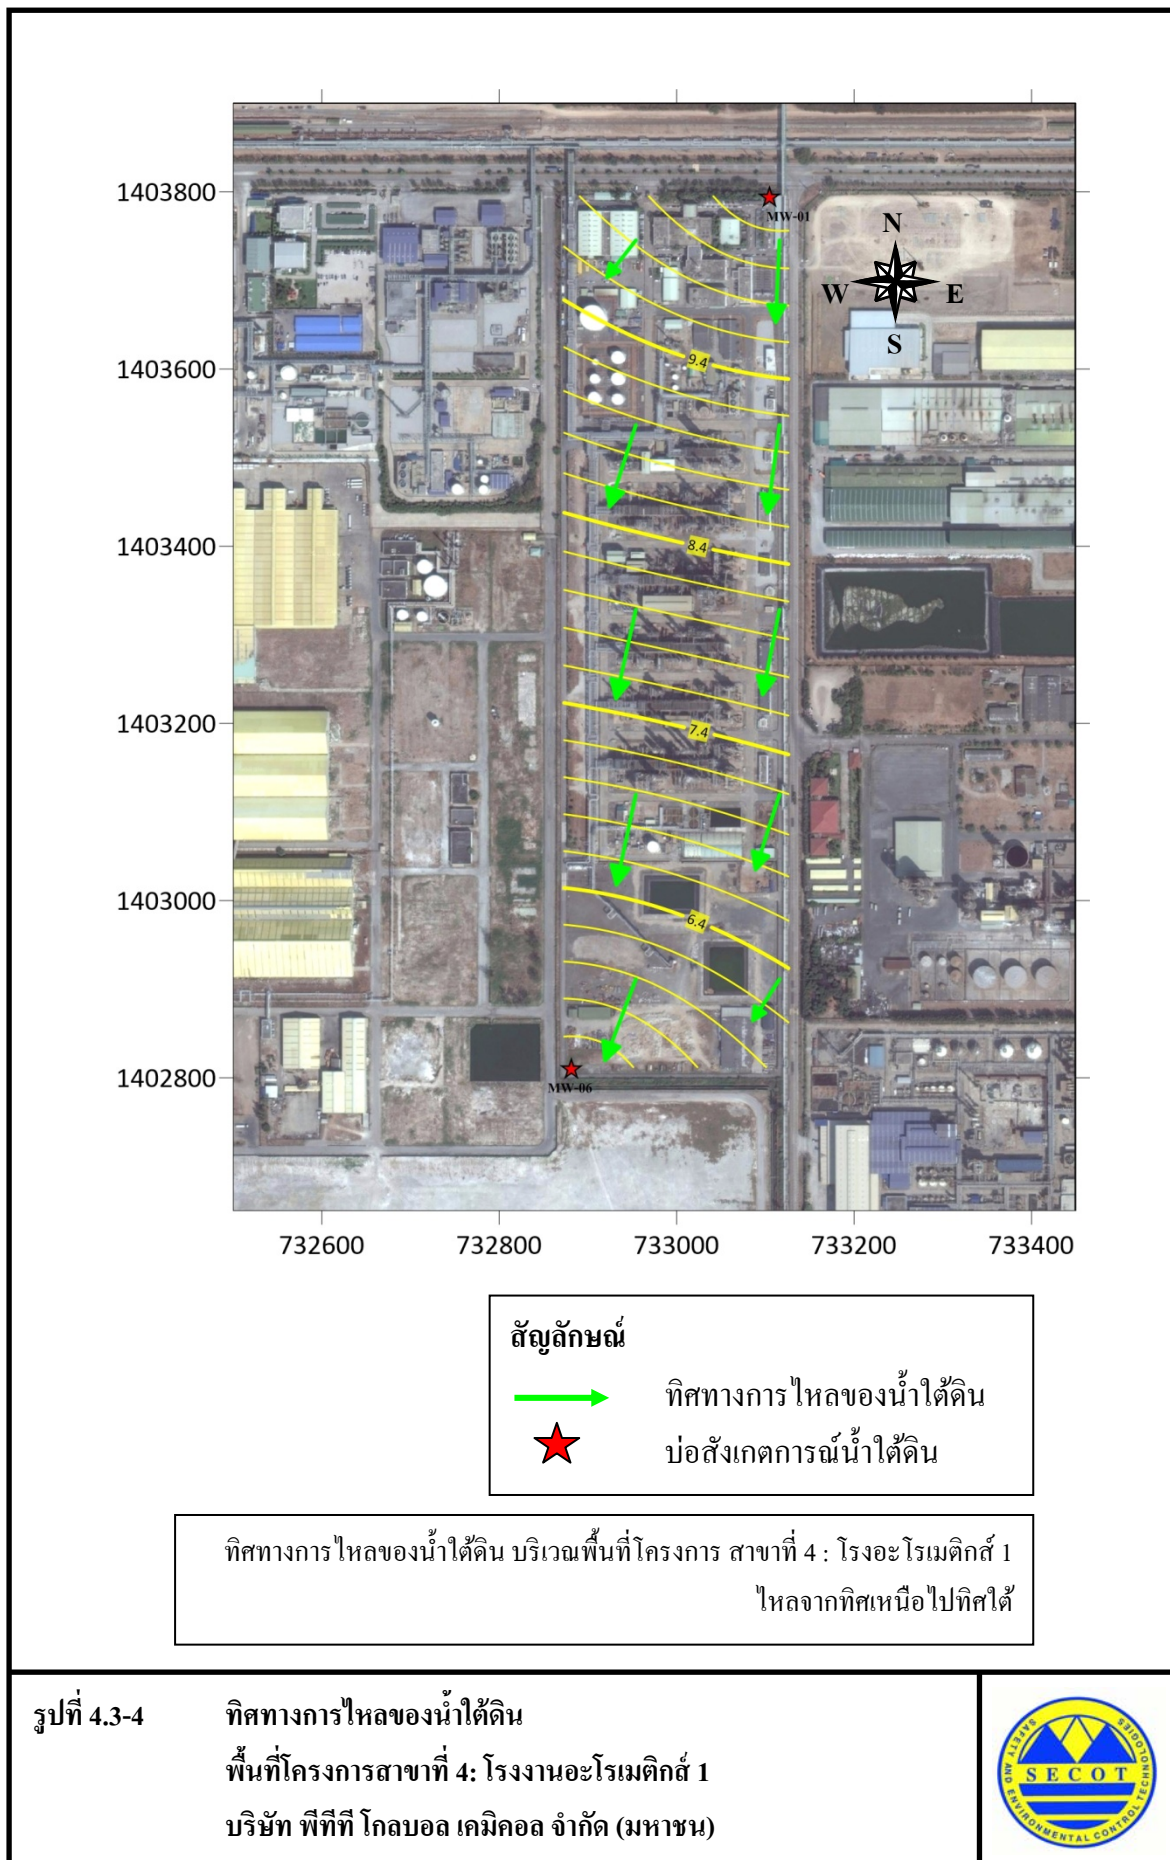 1403800
1403600
1403400
1403200
1403000
1402800
MW-01
N
W E
S
9.4
8.4
7.4
6.4
MW-06
732600 732800 733000 733200 733400
สัญลักษณ์
ทิศทางการไหลของน้ำใต้ดิน
บ่อสังเกตการณ์น้ำใต้ดิน
ทิศทางการไหลของน้ำใต้ดิน บริเวณพื้นที่โครงการ สาขาที่ 4 : โรงอะโรเมติกส์ 1
ไหลจากทิศเหนือไปทิศใต้
รูปที่ 4.3-4 ทิศทางการไหลของน้ำใต้ดิน
พื้นที่โครงการสาขาที่ 4: โรงงานอะโรเมติกส์ 1
บริษัท พีทีที โกลบอล เคมิคอล จำกัด (มหาชน)
SECOT
SAFETY AND ENVIRONMENTAL CONTROL TECHNOLOGIES